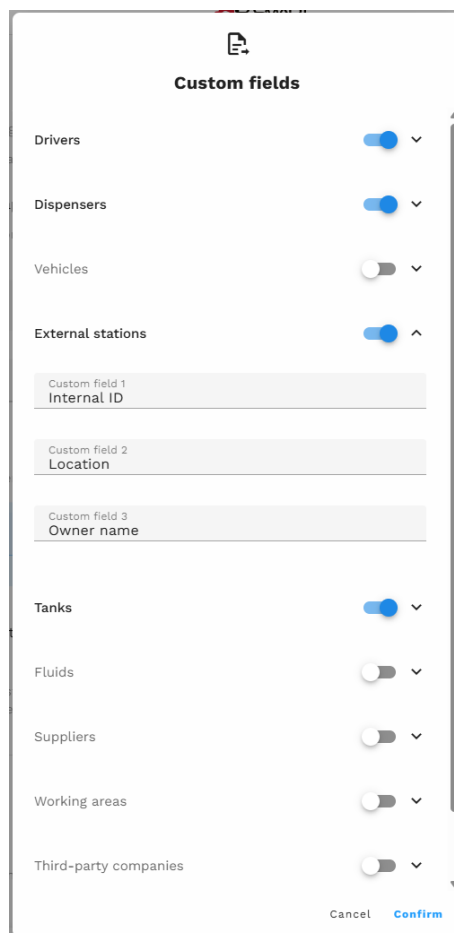 Custom fields
Drivers
Dispensers
Vehicles
External stations
Custom field 1
Internal ID
Custom field 2
Location
Custom field 3
Owner name
Tanks
Fluids
Suppliers
Working areas
Third-party companies
Cancel Confirm